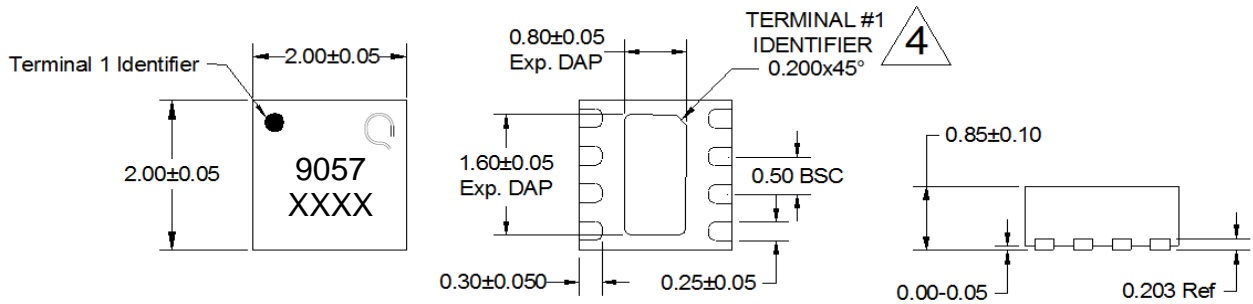 2.00±0.05
Terminal 1 Identifier
2.00±0.05
9057
XXXX
0.80±0.05
Exp. DAP
TERMINAL #1
IDENTIFIER
0.200x45°
4
1.60±0.05
Exp. DAP
0.50 BSC
0.30±0.050
0.25±0.05
0.85±0.10
0.00-0.05
0.203 Ref